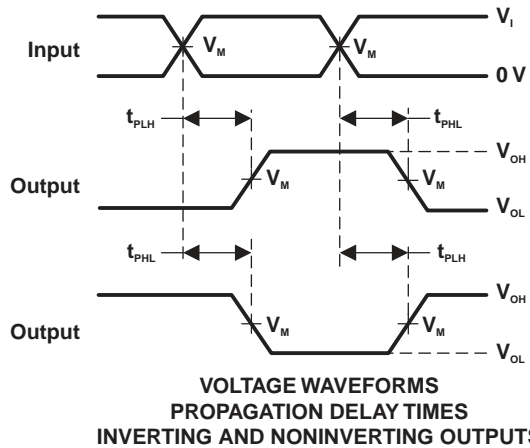 V_I
Input
V_M
V_M
0 V
t_PLH
t_PHL
V_OH
Output
V_M
V_M
V_OL
t_PHL
t_PLH
V_OH
Output
V_M
V_M
V_OL
VOLTAGE WAVEFORMS
PROPAGATION DELAY TIMES
INVERTING AND NONINVERTING OUTPUTS